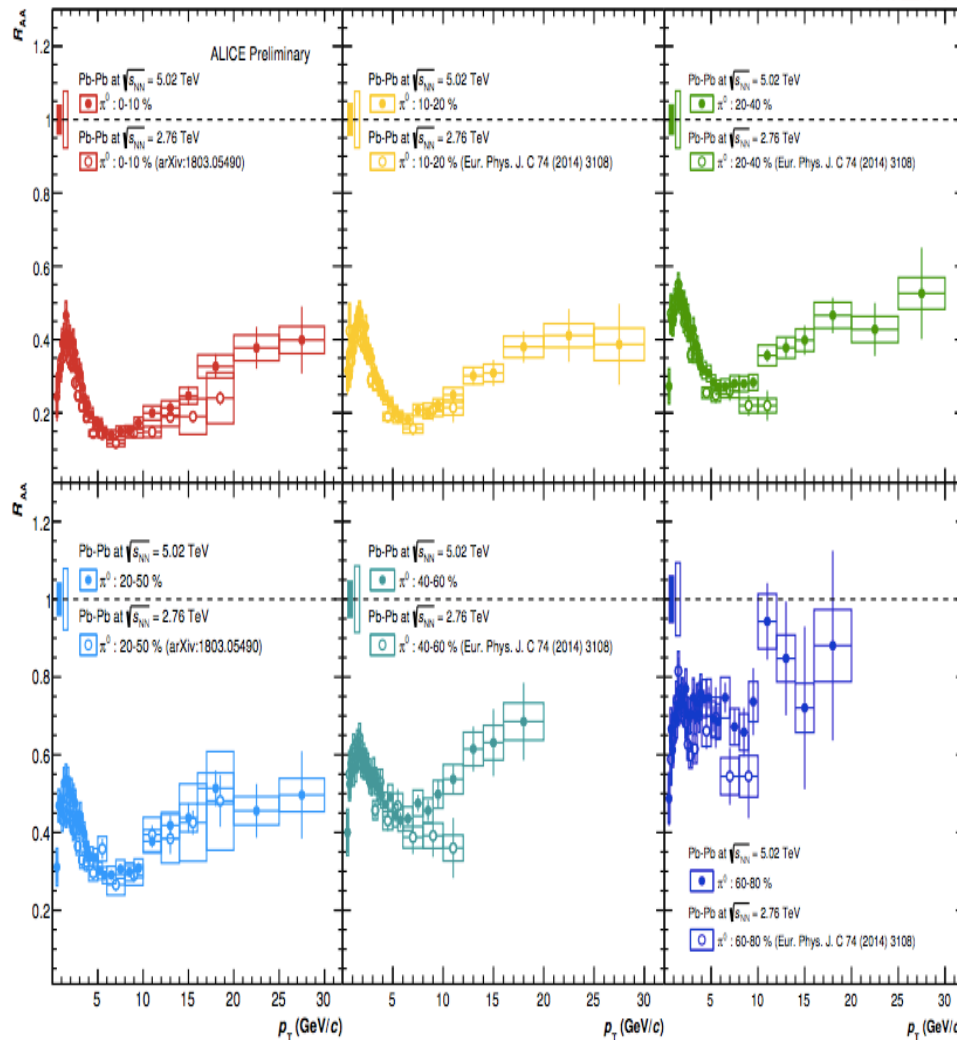 R_AA
1.2
1
0.8
0.6
0.4
0.2
ALICE Preliminary
Pb-Pb at √s_NN = 5.02 TeV
π⁰ : 0-10 %
Pb-Pb at √s_NN = 2.76 TeV
π⁰ : 0-10 % (arXiv:1803.05490)
Pb-Pb at √s_NN = 5.02 TeV
π⁰ : 10-20 %
Pb-Pb at √s_NN = 2.76 TeV
π⁰ : 10-20 % (Eur. Phys. J. C 74 (2014) 3108)
Pb-Pb at √s_NN = 5.02 TeV
π⁰ : 20-40 %
Pb-Pb at √s_NN = 2.76 TeV
π⁰ : 20-40 % (Eur. Phys. J. C 74 (2014) 3108)
R_AA
1.2
1
0.8
0.6
0.4
0.2
Pb-Pb at √s_NN = 5.02 TeV
π⁰ : 20-50 %
Pb-Pb at √s_NN = 2.76 TeV
π⁰ : 20-50 % (arXiv:1803.05490)
Pb-Pb at √s_NN = 5.02 TeV
π⁰ : 40-60 %
Pb-Pb at √s_NN = 2.76 TeV
π⁰ : 40-60 % (Eur. Phys. J. C 74 (2014) 3108)
Pb-Pb at √s_NN = 5.02 TeV
π⁰ : 60-80 %
Pb-Pb at √s_NN = 2.76 TeV
π⁰ : 60-80 % (Eur. Phys. J. C 74 (2014) 3108)
5 10 15 20 25 30 5 10 15 20 25 30 5 10 15 20 25 30
p_T (GeV/c) p_T (GeV/c) p_T (GeV/c)